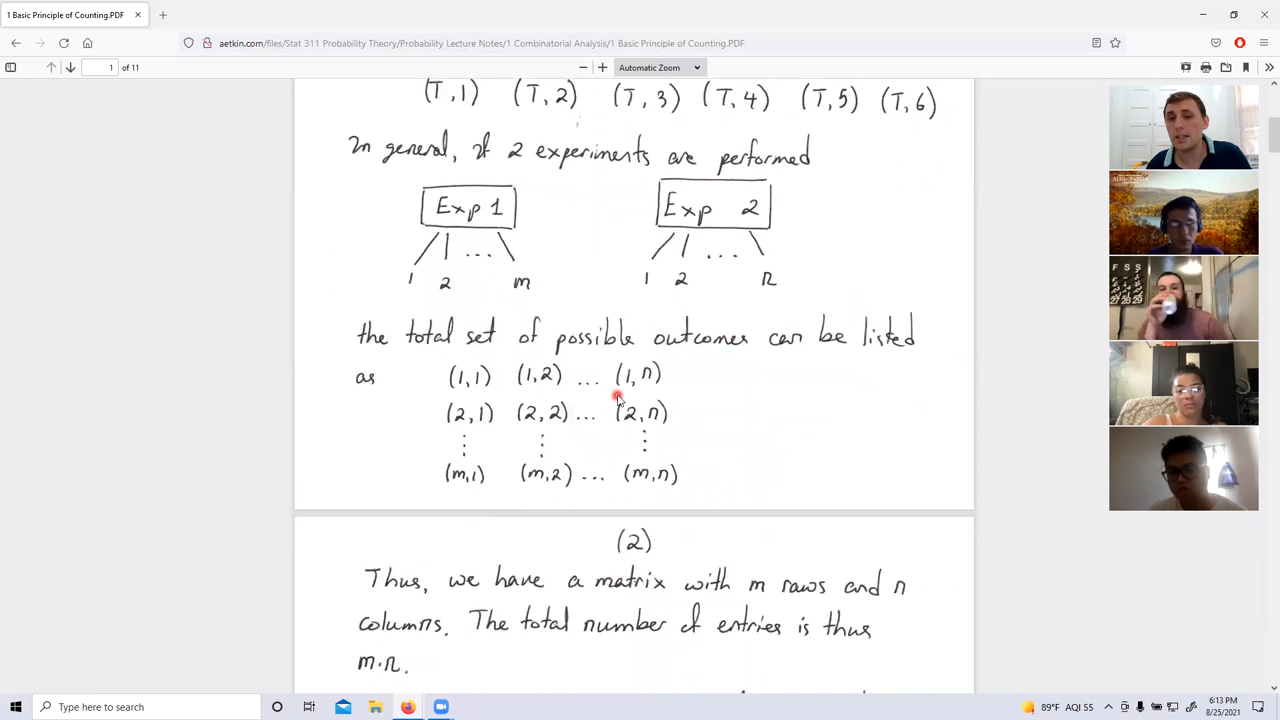 1 Basic Principle of Counting.PDF
aetkin.com/files/Stat 311 Probability Theory/Probability Lecture Notes/1 Combinatorial Analysis/1 Basic Principle of Counting.PDF
1 of 11
Automatic Zoom
(T,1) (T,2) (T,3) (T,4) (T,5) (T,6)
In general, if 2 experiments are performed
Exp 1 Exp 2
1 2 ... m 1 2 ... n
the total set of possible outcomes can be listed
as (1,1) (1,2) ... (1,n)
(2,1) (2,2) ... (2,n)
(m,1) (m,2) ... (m,n)
(2)
Thus, we have a matrix with m rows and n
columns. The total number of entries is thus
m·n.
F S S
27 28 29
Type here to search
89°F AQI 55
6:13 PM
8/25/2021